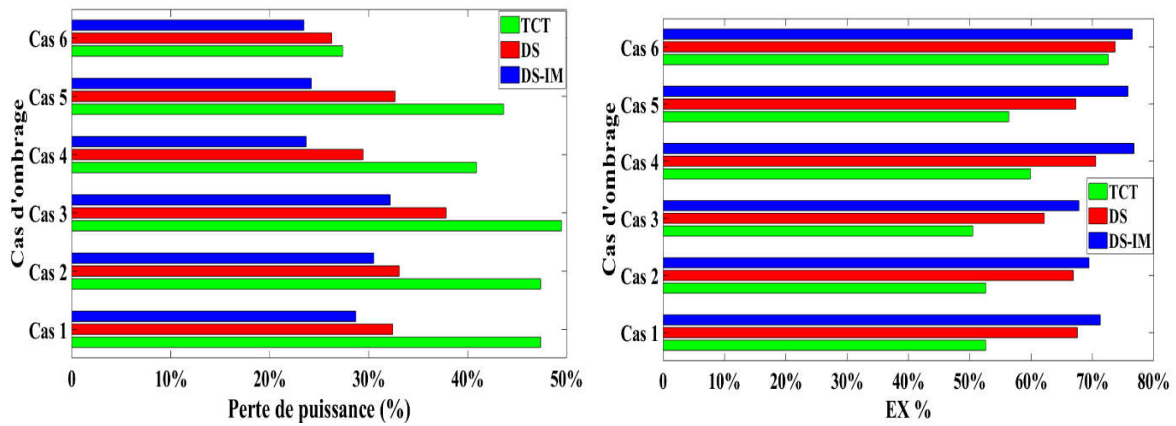 Cas d'ombrage
Cas 6
Cas 5
Cas 4
Cas 3
Cas 2
Cas 1
TCT
DS
DS-IM
0 10% 20% 30% 40% 50%
Perte de puissance (%)
Cas d'ombrage
Cas 6
Cas 5
Cas 4
Cas 3
Cas 2
Cas 1
TCT
DS
DS-IM
0 10% 20% 30% 40% 50% 60% 70% 80%
EX %